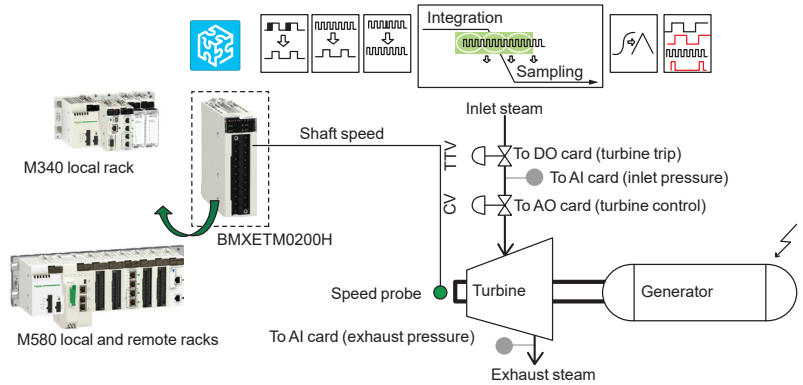 Integration
Sampling
Inlet steam
M340 local rack
Shaft speed
TTV
To DO card (turbine trip)
To AI card (inlet pressure)
CV
To AO card (turbine control)
BMXETM0200H
Speed probe
Turbine
Generator
M580 local and remote racks
To AI card (exhaust pressure)
Exhaust steam